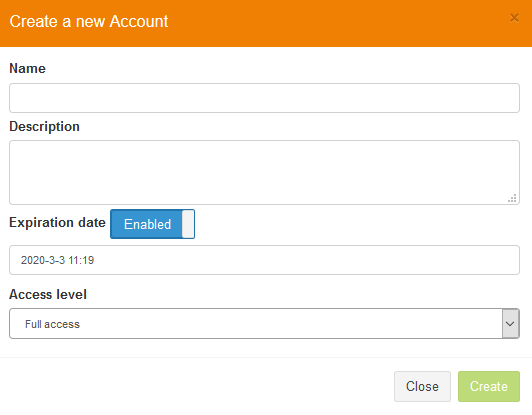 Create a new Account
×
Name
Description
Expiration date Enabled
2020-3-3 11:19
Access level
Full access
Close Create